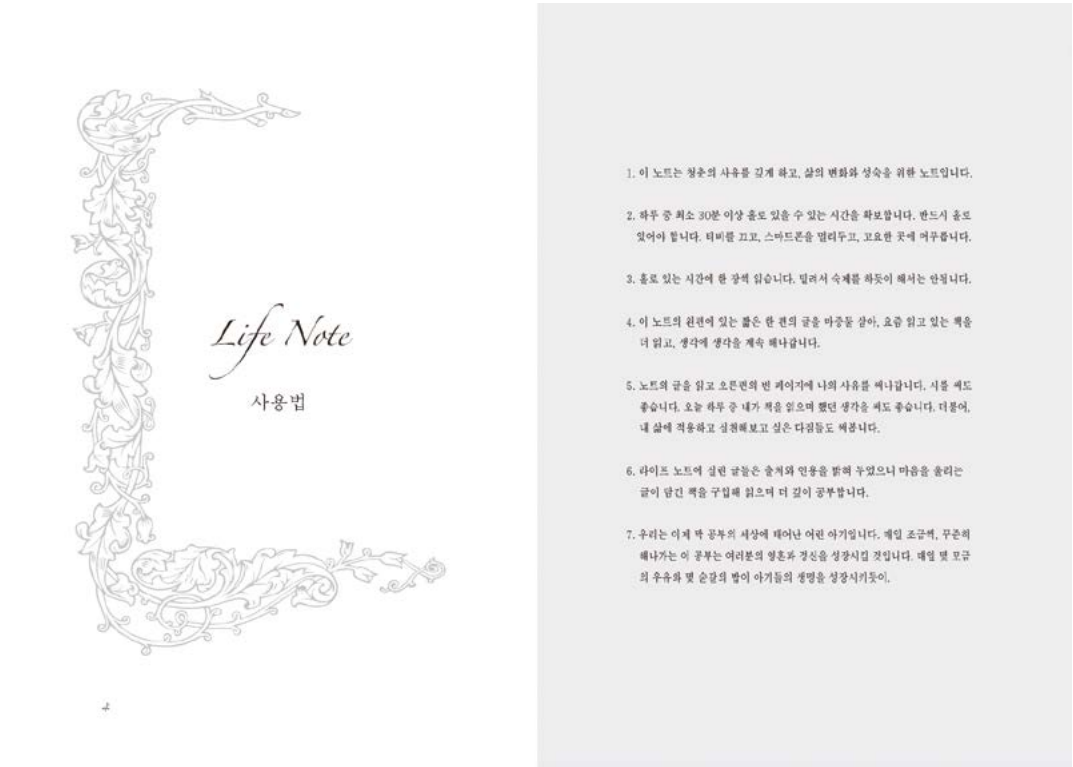 Life Note
사용법
4
1. 이 노트는 청춘의 사유를 깊게 하고, 삶의 변화와 성숙을 위한 노트입니다.
2. 하루 중 최소 30분 이상 홀로 있을 수 있는 시간을 확보합니다. 반드시 홀로
있어야 합니다. 티비를 끄고, 스마트폰을 멀리두고, 고요한 곳에 머무릅니다.
3. 홀로 있는 시간에 한 장씩 읽습니다. 밀려서 숙제를 하듯이 해서는 안됩니다.
4. 이 노트의 왼편에 있는 짧은 한 편의 글을 마중물 삼아, 요즘 읽고 있는 책을
더 읽고, 생각에 생각을 계속 해나갑니다.
5. 노트의 글을 읽고 오른편의 빈 페이지에 나의 사유를 써나갑니다. 시를 써도
좋습니다. 오늘 하루 중 내가 책을 읽으며 했던 생각을 써도 좋습니다. 더불어,
내 삶에 적용하고 실천해보고 싶은 다짐들도 써봅니다.
6. 라이프 노트에 실린 글들은 출처와 인용을 밝혀 두었으니 마음을 울리는
글이 담긴 책을 구입해 읽으며 더 깊이 공부합니다.
7. 우리는 이제 막 공부의 세상에 태어난 어린 아기입니다. 매일 조금씩, 꾸준히
해나가는 이 공부는 여러분의 영혼과 정신을 성장시킬 것입니다. 매일 몇 모금
의 우유와 몇 숟갈의 밥이 아기들의 생명을 성장시키듯이.